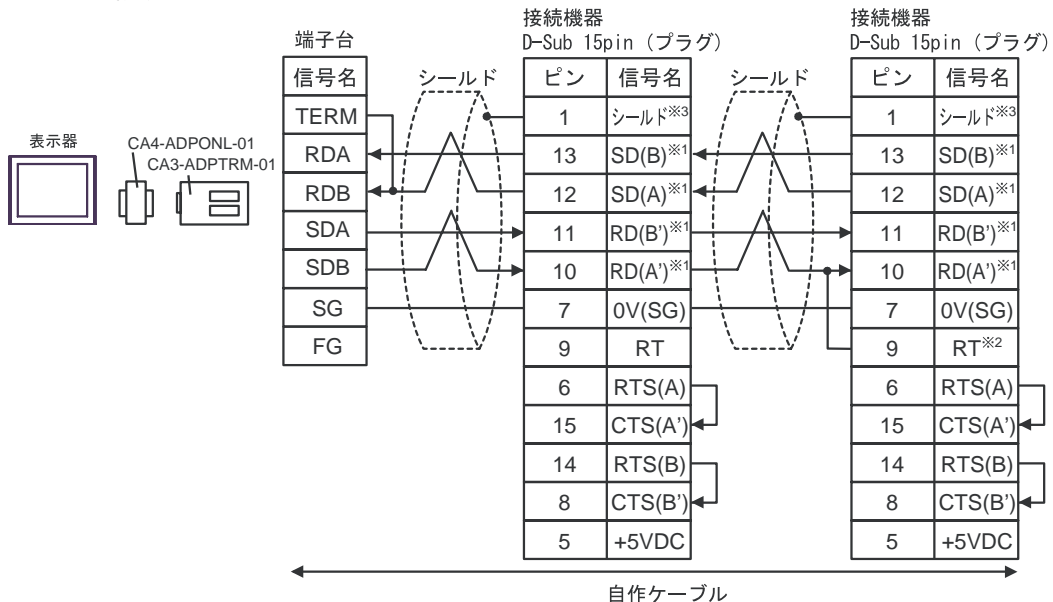 接続機器
D-Sub 15pin (プラグ)
接続機器
D-Sub 15pin (プラグ)
端子台
信号名
シールド
ピン 信号名
シールド
ピン 信号名
TERM
1 シールド※3
1 シールド※3
表示器
CA4-ADPONL-01
CA3-ADPTRM-01
RDA
13 SD(B)※1
13 SD(B)※1
RDB
12 SD(A)※1
12 SD(A)※1
SDA
11 RD(B')※1
11 RD(B')※1
SDB
10 RD(A')※1
10 RD(A')※1
SG
7 0V(SG)
7 0V(SG)
FG
9 RT
9 RT※2
6 RTS(A)
6 RTS(A)
15 CTS(A')
15 CTS(A')
14 RTS(B)
14 RTS(B)
8 CTS(B')
8 CTS(B')
5 +5VDC
5 +5VDC
自作ケーブル